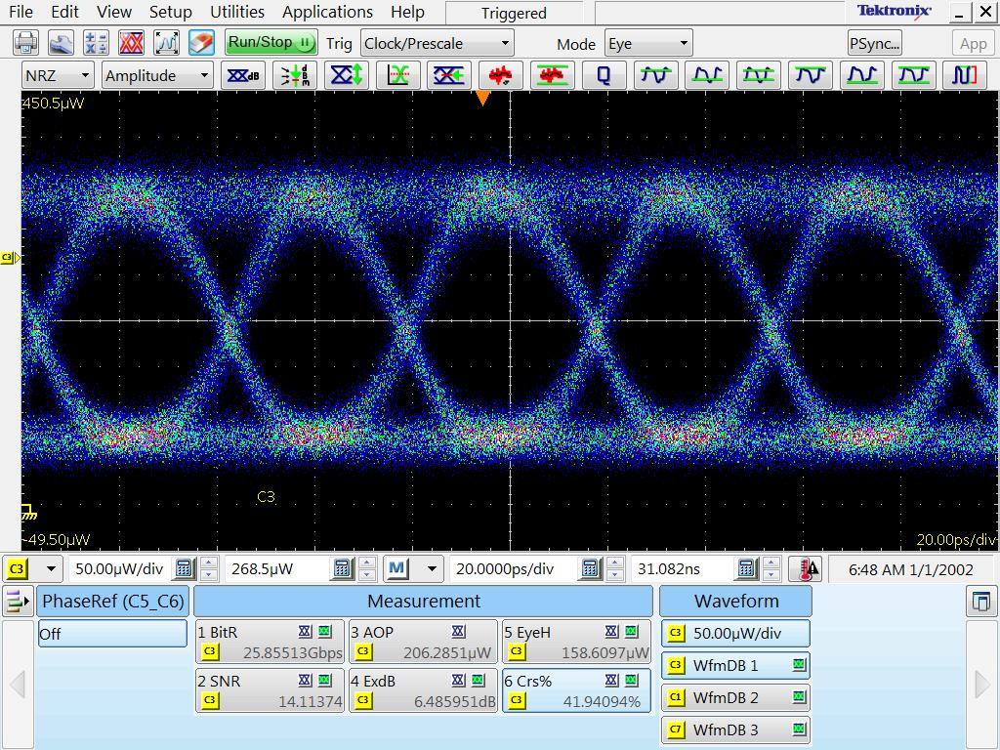 File Edit View Setup Utilities Applications Help Triggered Tektronix
Run/Stop Trig Clock/Prescale Mode Eye PSync... App
NRZ Amplitude dB dBm Q
450.5µW
C3
C3
-49.50µW 20.00ps/div
C3 50.00µW/div 268.5µW M 20.0000ps/div 31.082ns 6:48 AM 1/1/2002
PhaseRef (C5_C6) Measurement Waveform
Off
1 BitR 3 AOP 5 EyeH C3 50.00µW/div
C3 25.85513Gbps C3 206.2851µW C3 158.6097µW
C3 WfmDB 1
2 SNR 4 ExdB 6 Crs%
C3 14.11374 C3 6.485951dB C3 41.94094% C1 WfmDB 2
C7 WfmDB 3